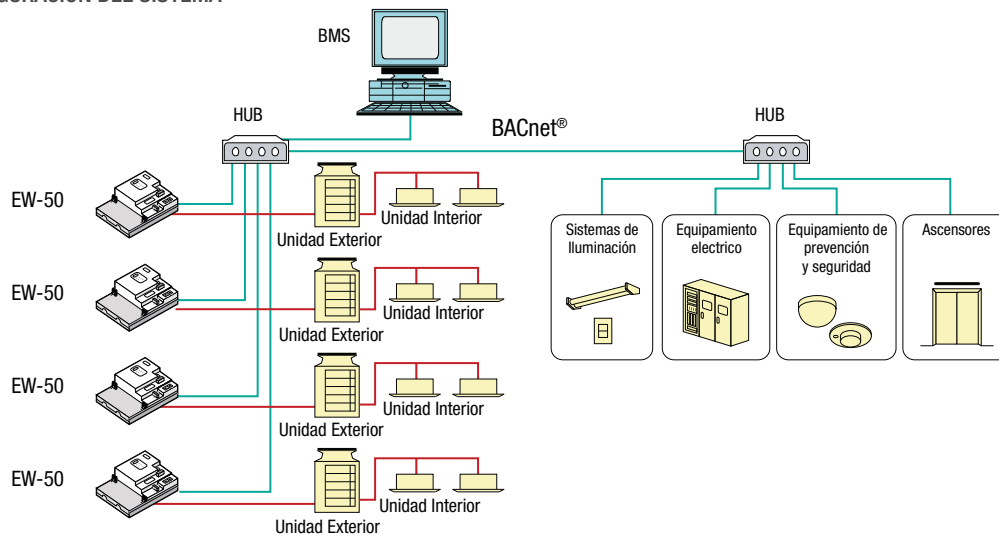 BMS
HUB
BACnet®
HUB
EW-50
Unidad Interior
Unidad Exterior
EW-50
Unidad Interior
Unidad Exterior
EW-50
Unidad Interior
Unidad Exterior
EW-50
Unidad Interior
Unidad Exterior
Sistemas de
Iluminación
Equipamiento
electrico
Equipamiento de
prevención
y seguridad
Ascensores